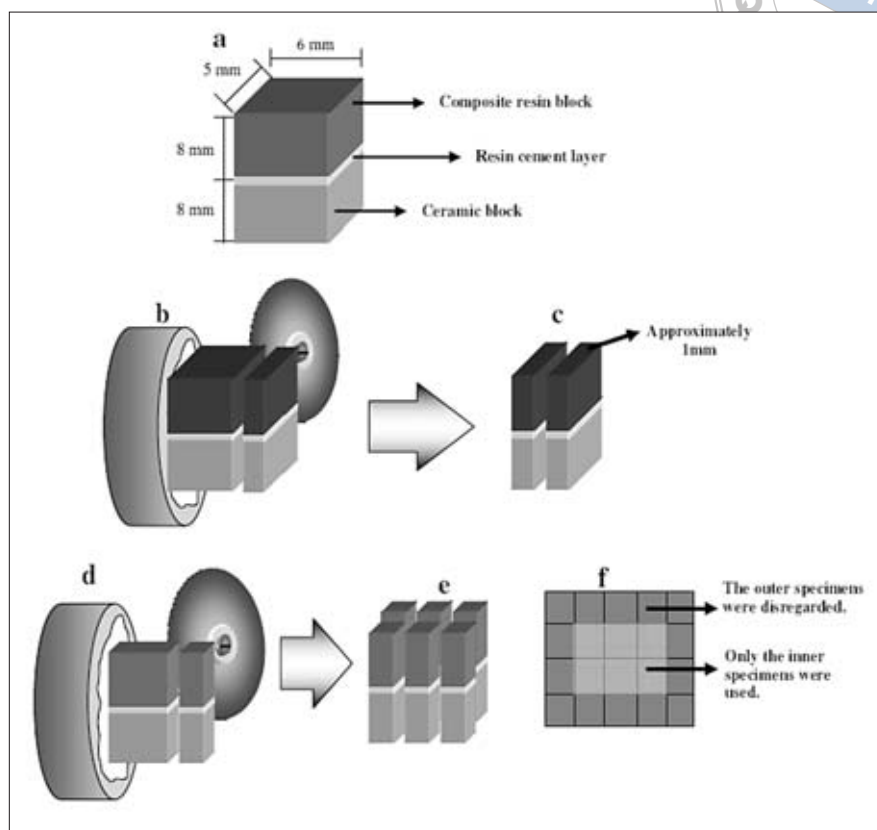 a
6 mm
5 mm
Composite resin block
8 mm
Resin cement layer
8 mm
Ceramic block
b
c
Approximately
1mm
d
e
f
The outer specimens
were disregarded.
Only the inner
specimens were
used.